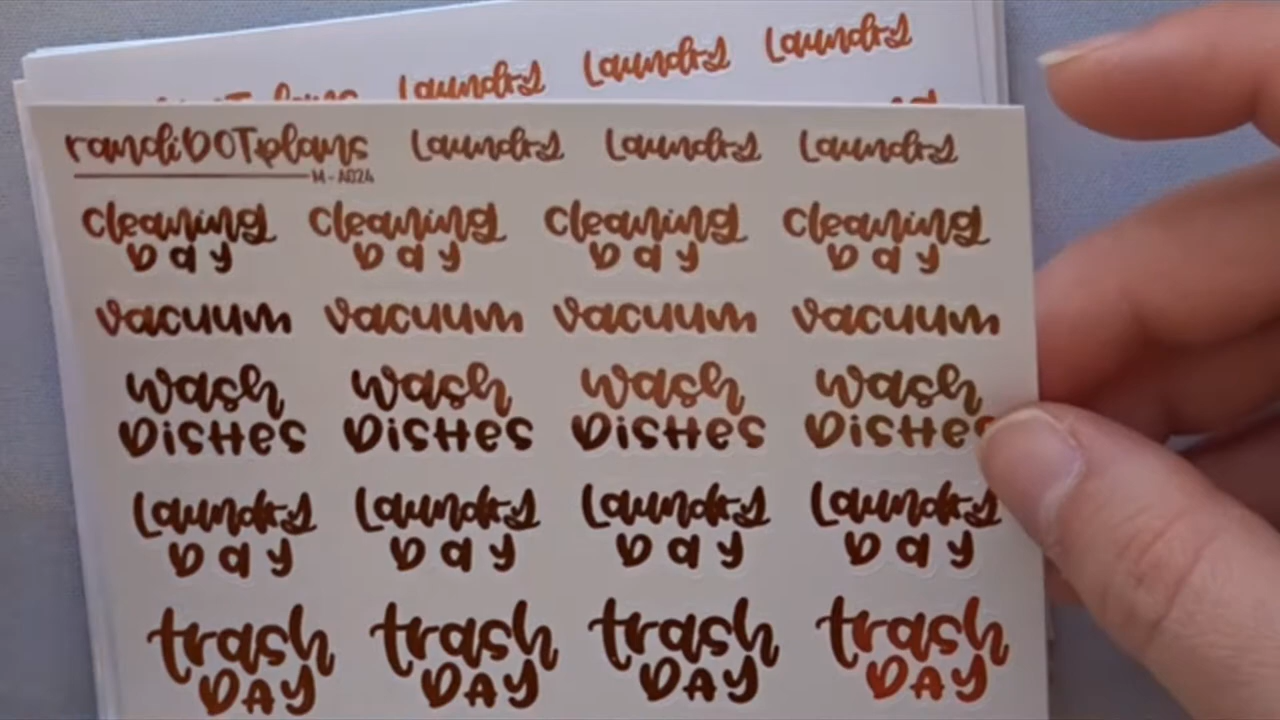 Laundry Laundry Laundry
randiDOTplans Laundry Laundry Laundry
M-A024
cleaning cleaning cleaning cleaning
Day Day Day Day
vacuum vacuum vacuum vacuum
wash wash wash wash
DisHes DisHes DisHes DisHes
Laundry Laundry Laundry Laundry
Day Day Day Day
trash trash trash trash
DAY DAY DAY DAY